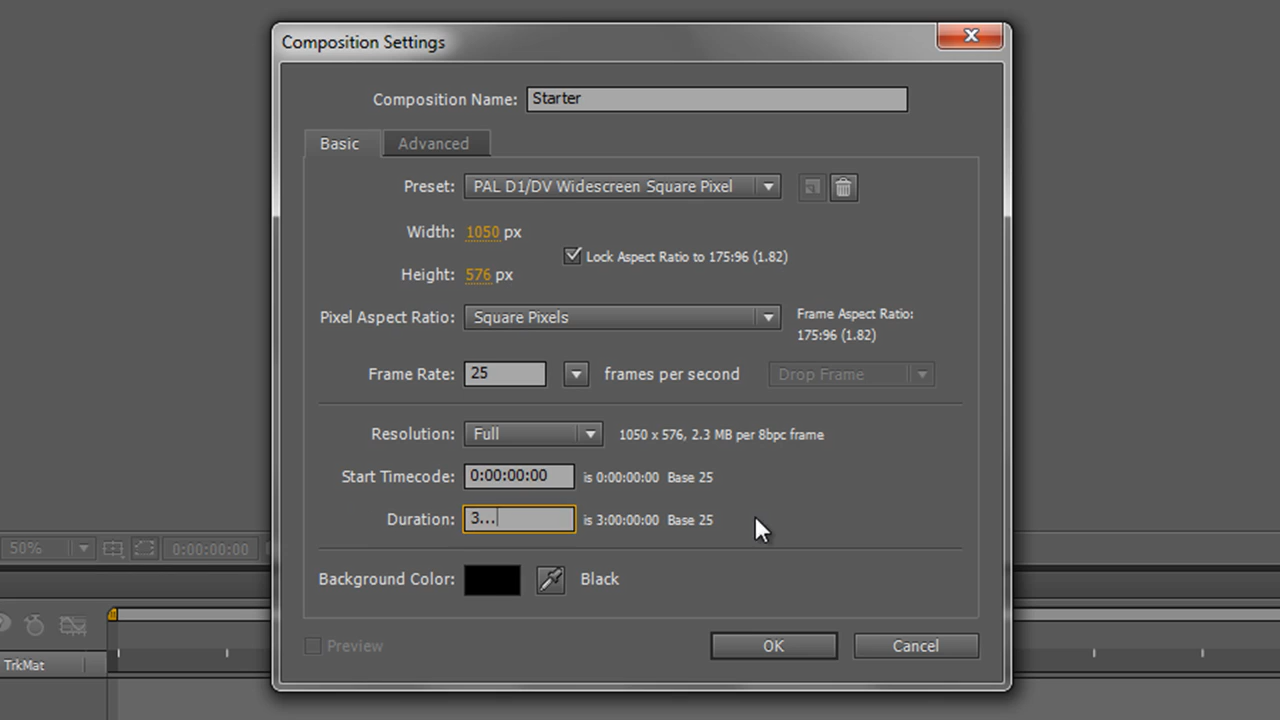 Composition Settings
Composition Name: Starter
Basic Advanced
Preset: PAL D1/DV Widescreen Square Pixel
Width: 1050 px
Lock Aspect Ratio to 175:96 (1.82)
Height: 576 px
Pixel Aspect Ratio: Square Pixels
Frame Aspect Ratio:
175:96 (1.82)
Frame Rate: 25 frames per second Drop Frame
Resolution: Full 1050 x 576, 2.3 MB per 8bpc frame
Start Timecode: 0:00:00:00 is 0:00:00:00 Base 25
Duration: 3... is 3:00:00:00 Base 25
50% 0:00:00:00
Background Color: Black
Preview OK Cancel
TrkMat